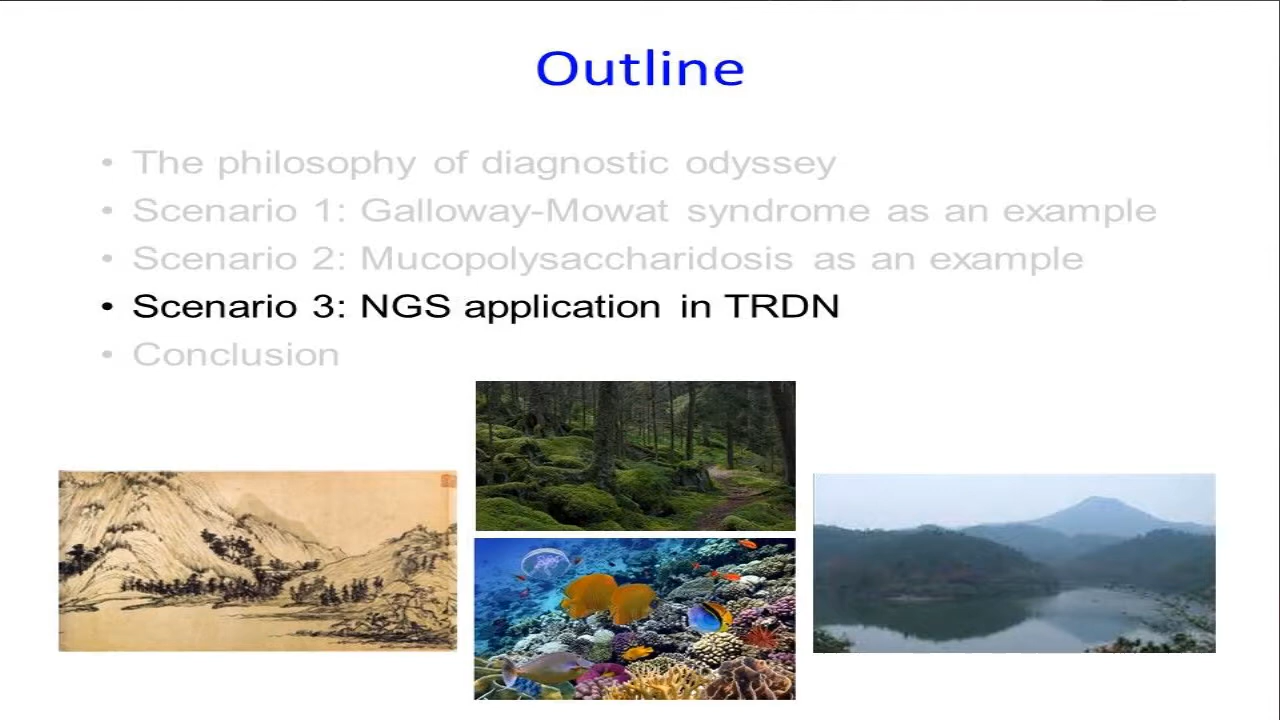 Outline
• The philosophy of diagnostic odyssey
• Scenario 1: Galloway-Mowat syndrome as an example
• Scenario 2: Mucopolysaccharidosis as an example
• Scenario 3: NGS application in TRDN
• Conclusion